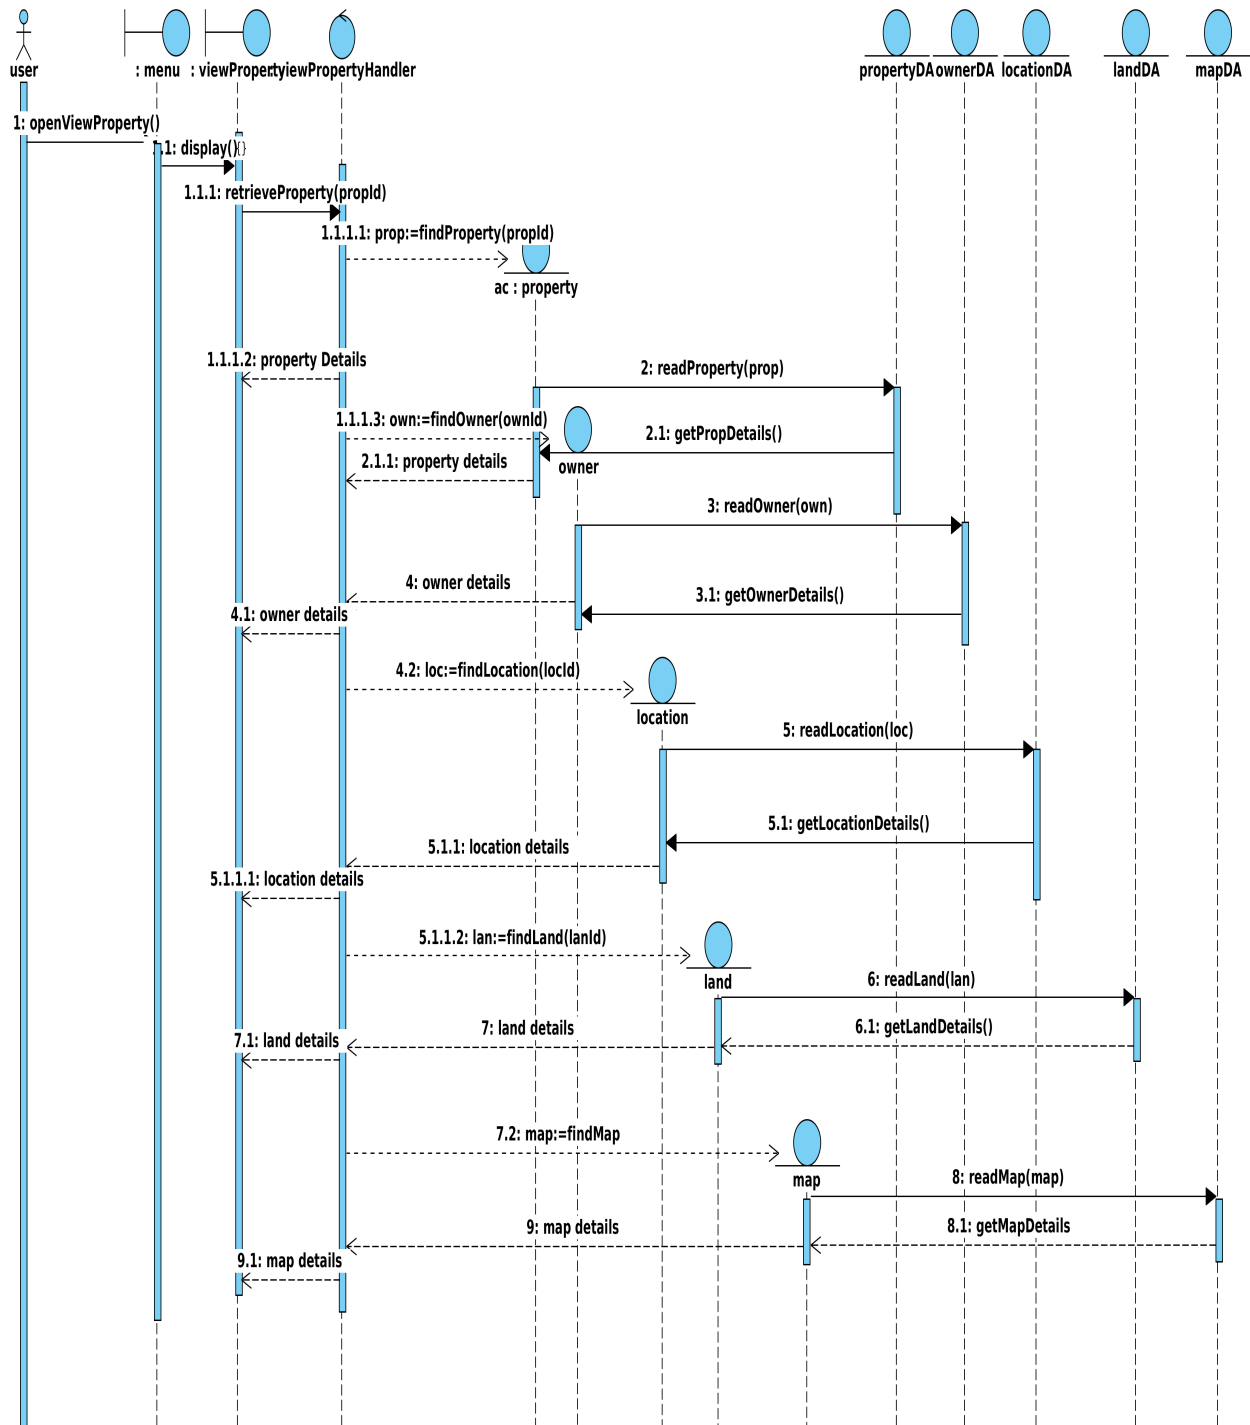 user
: menu
: viewProperty
iewPropertyHandler
propertyDA
ownerDA
locationDA
landDA
mapDA
1: openViewProperty()
.1: display()
{}
1.1.1: retrieveProperty(propId)
1.1.1.1: prop:=findProperty(propId)
ac : property
1.1.1.2: property Details
2: readProperty(prop)
1.1.1.3: own:=findOwner(ownId)
2.1: getPropDetails()
2.1.1: property details
owner
3: readOwner(own)
4: owner details
3.1: getOwnerDetails()
4.1: owner details
4.2: loc:=findLocation(locId)
location
5: readLocation(loc)
5.1: getLocationDetails()
5.1.1: location details
5.1.1.1: location details
5.1.1.2: lan:=findLand(lanId)
land
6: readLand(lan)
7: land details
6.1: getLandDetails()
7.1: land details
7.2: map:=findMap
map
8: readMap(map)
9: map details
8.1: getMapDetails
9.1: map details